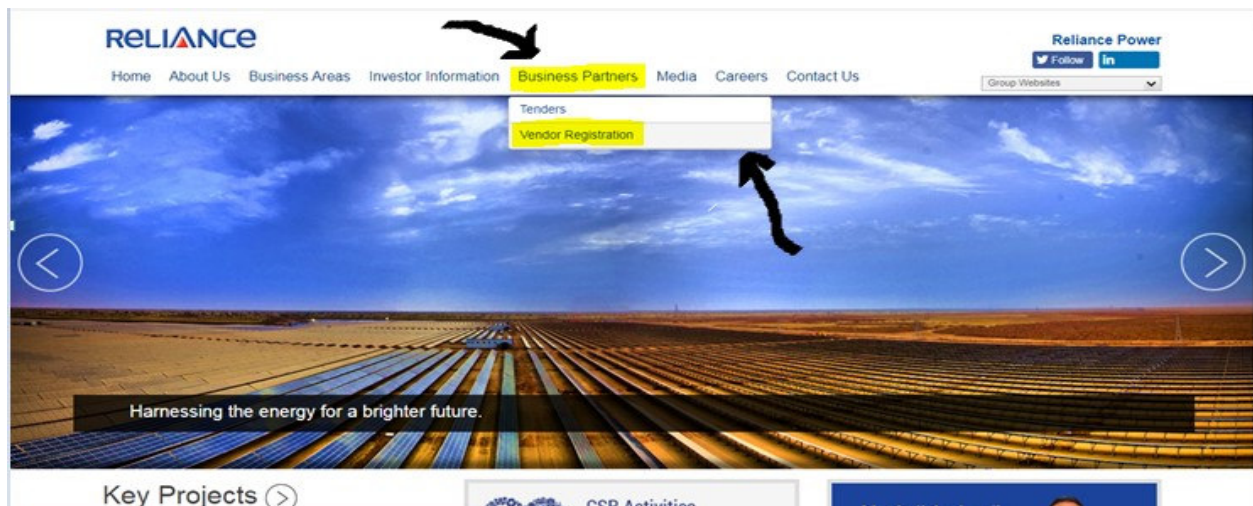 RELIANCE
Reliance Power
Follow in
Home About Us Business Areas Investor Information Business Partners Media Careers Contact Us
Group Websites
Tenders
Vendor Registration
Harnessing the energy for a brighter future.
Key Projects
CSR Activities